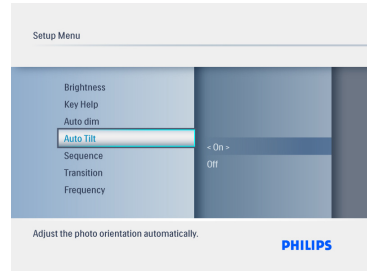 Setup Menu
Brightness
Key Help
Auto dim
Auto Tilt
Sequence
Transition
Frequency
< On >
Off
Adjust the photo orientation automatically.
PHILIPS